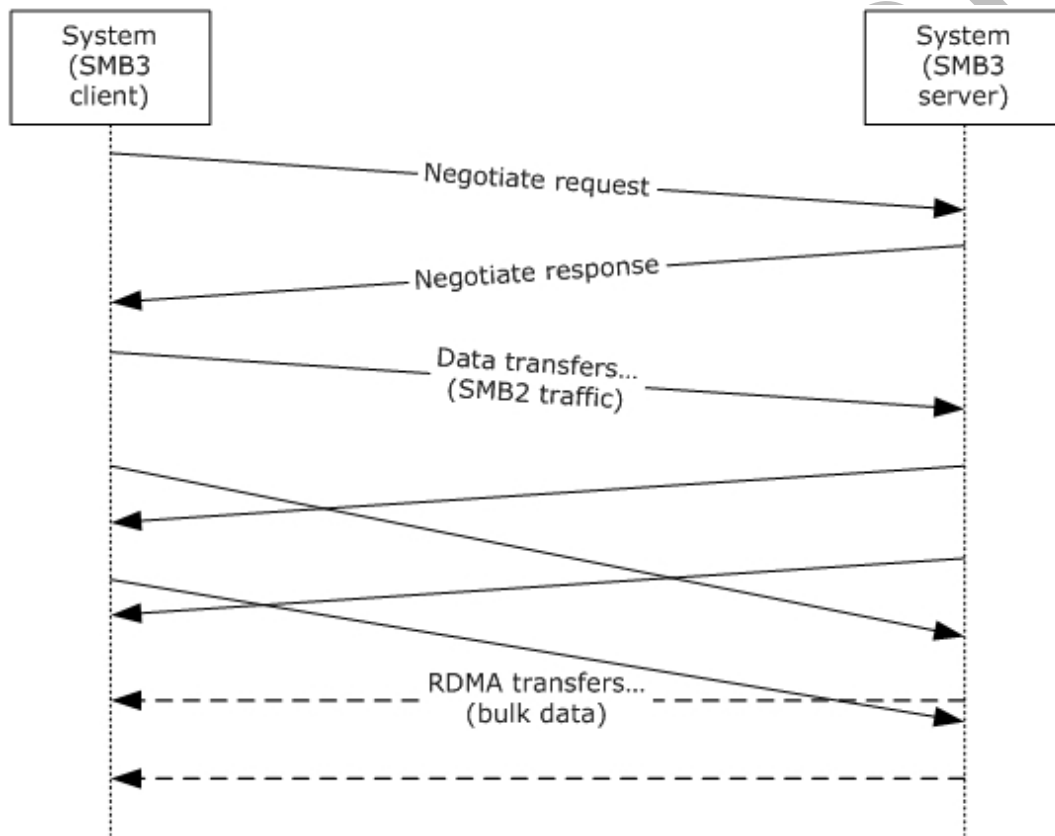 System
(SMB3
client)
System
(SMB3
server)
Negotiate request
Negotiate response
Data transfers...
(SMB2 traffic)
RDMA transfers...
(bulk data)